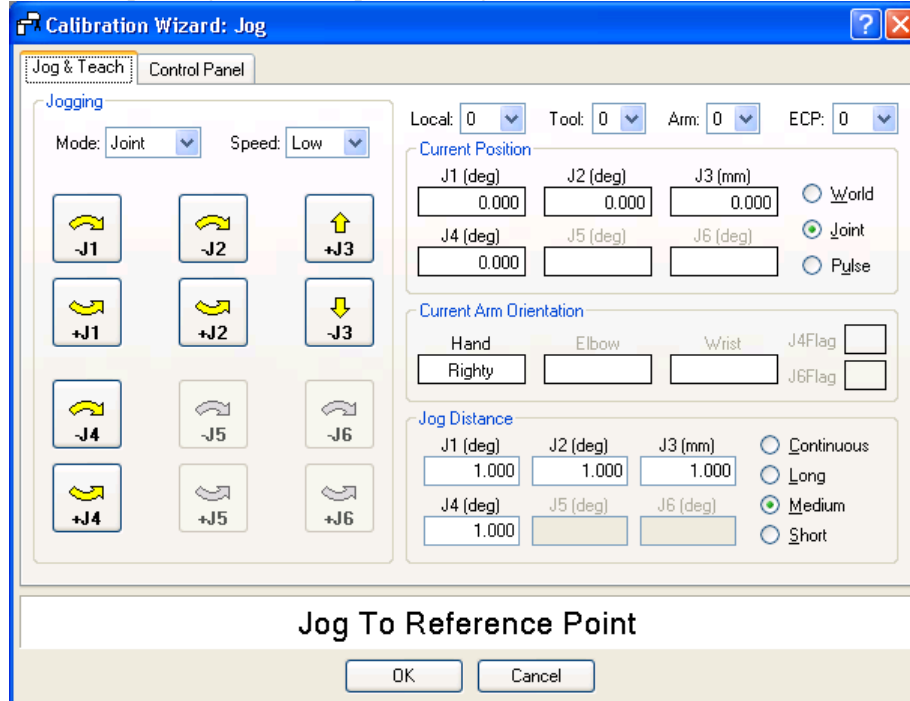 Calibration Wizard: Jog
Jog & Teach Control Panel
Jogging
Mode: Joint Speed: Low
-J1 -J2 +J3
+J1 +J2 -J3
-J4 -J5 -J6
+J4 +J5 +J6
Local: 0 Tool: 0 Arm: 0 ECP: 0
Current Position
J1 (deg) J2 (deg) J3 (mm)
0.000 0.000 0.000
J4 (deg) J5 (deg) J6 (deg)
0.000
World
Joint
Pulse
Current Arm Orientation
Hand Elbow Wrist
Righty
J4Flag
J6Flag
Jog Distance
J1 (deg) J2 (deg) J3 (mm)
1.000 1.000 1.000
J4 (deg) J5 (deg) J6 (deg)
1.000
Continuous
Long
Medium
Short
Jog To Reference Point
OK Cancel